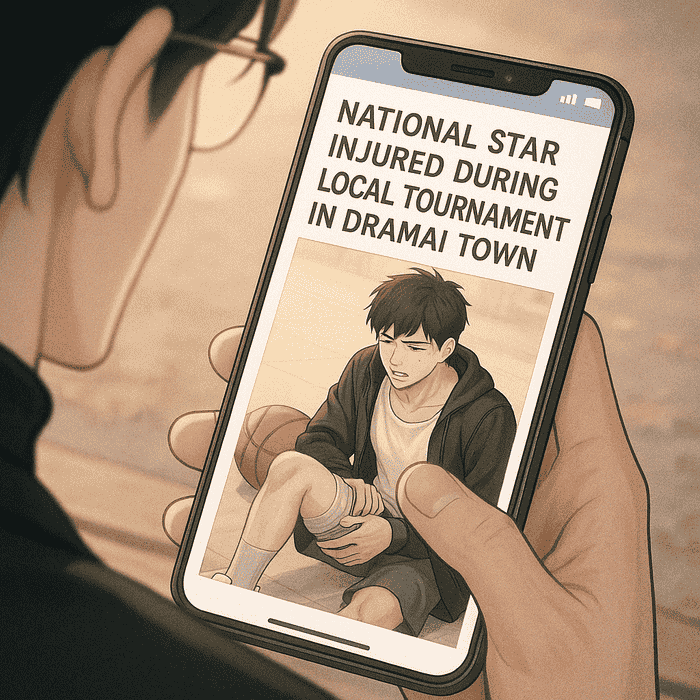 NATIONAL STAR
INJURED DURING
LOCAL TOURNAMENT
IN DRAMAI TOWN